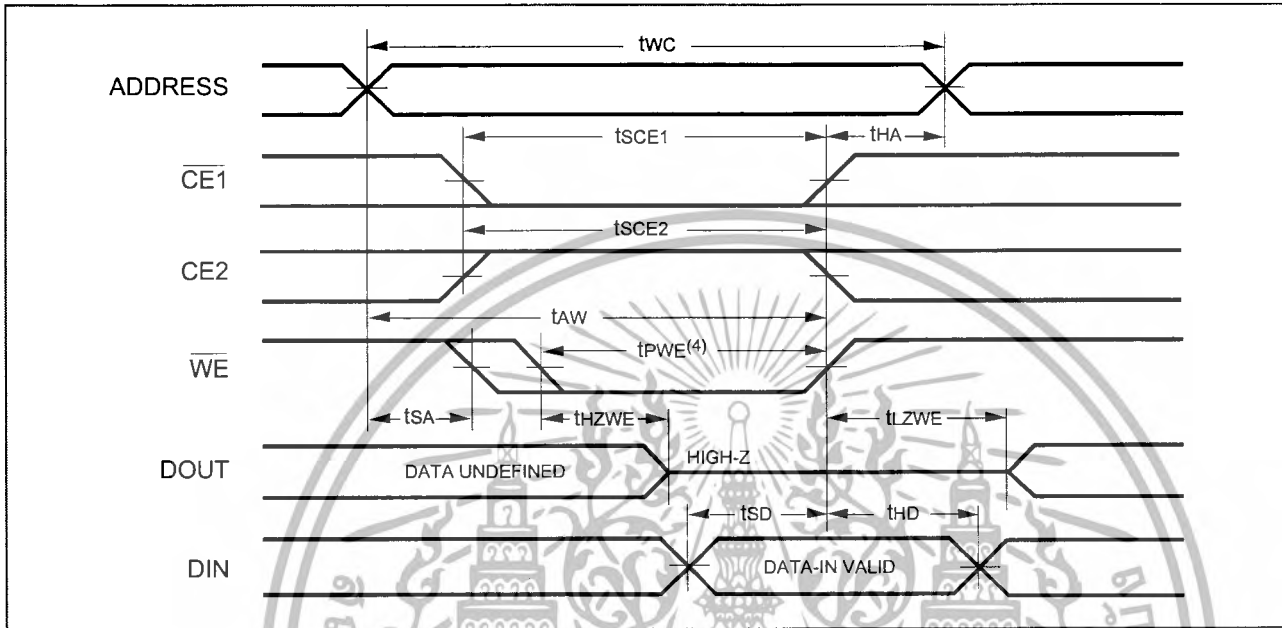 tWC
ADDRESS
tSCE1
tHA
CE1
tSCE2
CE2
tAW
WE
tPWE(4)
tSA
tHZWE
tLZWE
DOUT
DATA UNDEFINED
HIGH-Z
tSD
tHD
DIN
DATA-IN VALID